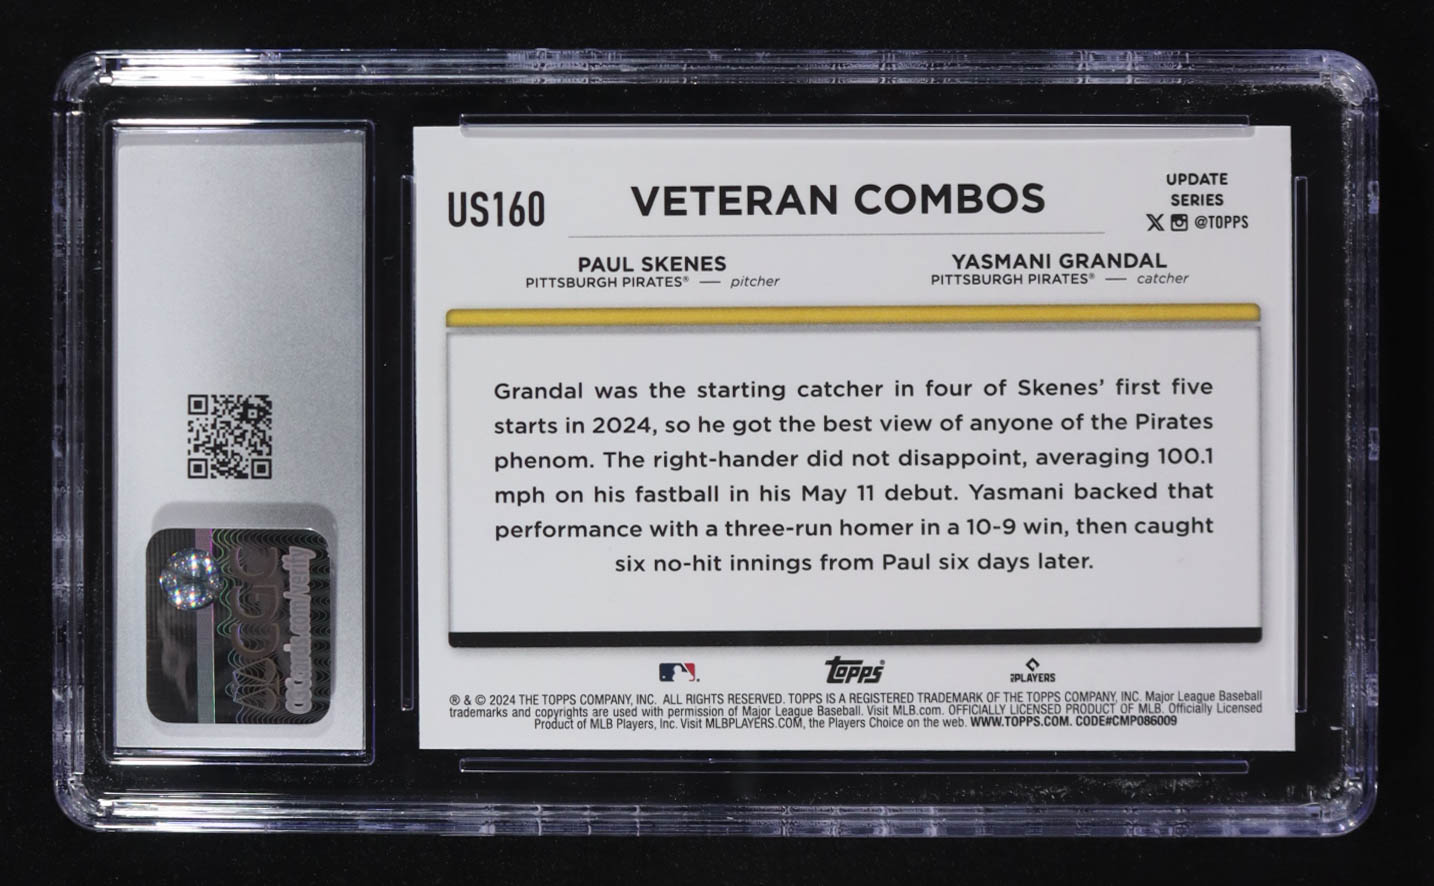 US160
VETERAN COMBOS
UPDATE
SERIES
@TOPPS
PAUL SKENES
PITTSBURGH PIRATES® — pitcher
YASMANI GRANDAL
PITTSBURGH PIRATES® — catcher
Grandal was the starting catcher in four of Skenes' first five
starts in 2024, so he got the best view of anyone of the Pirates
phenom. The right-hander did not disappoint, averaging 100.1
mph on his fastball in his May 11 debut. Yasmani backed that
performance with a three-run homer in a 10-9 win, then caught
six no-hit innings from Paul six days later.
topps®
PLAYERS
® & © 2024 THE TOPPS COMPANY, INC. ALL RIGHTS RESERVED. TOPPS IS A REGISTERED TRADEMARK OF THE TOPPS COMPANY, INC. Major League Baseball
trademarks and copyrights are used with permission of Major League Baseball. Visit MLB.com. OFFICIALLY LICENSED PRODUCT OF MLB. Officially Licensed
Product of MLB Players, Inc. Visit MLBPLAYERS.COM, the Players Choice on the web. WWW.TOPPS.COM. CODE#CMP086009
CGC
cgccards.com/verify